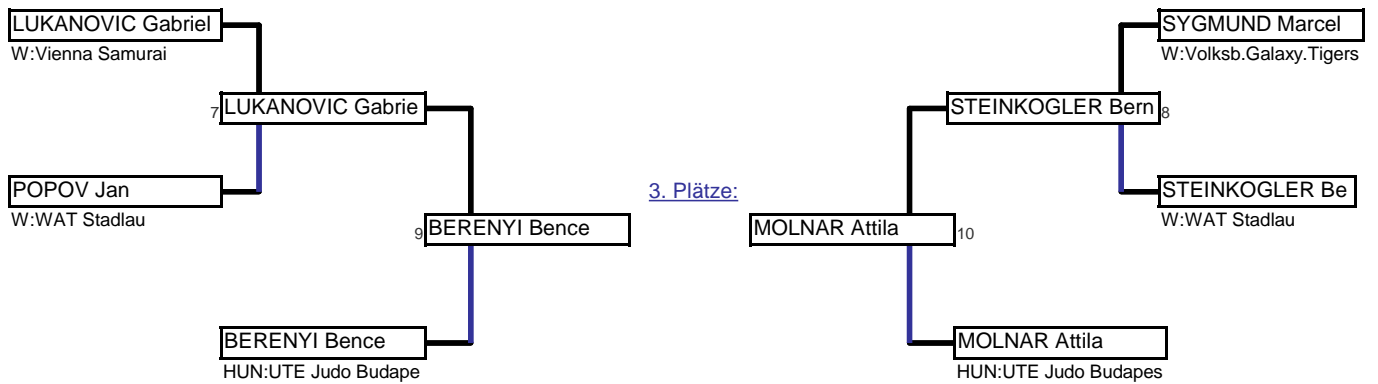 LUKANOVIC Gabriel
W:Vienna Samurai
7 LUKANOVIC Gabrie
POPOV Jan
W:WAT Stadlau
9 BERENYI Bence
BERENYI Bence
HUN:UTE Judo Budape
3. Plätze:
SYGMUND Marcel
W:Volksb.Galaxy.Tigers
STEINKOGLER Bern 8
STEINKOGLER Be
W:WAT Stadlau
MOLNAR Attila 10
MOLNAR Attila
HUN:UTE Judo Budapes